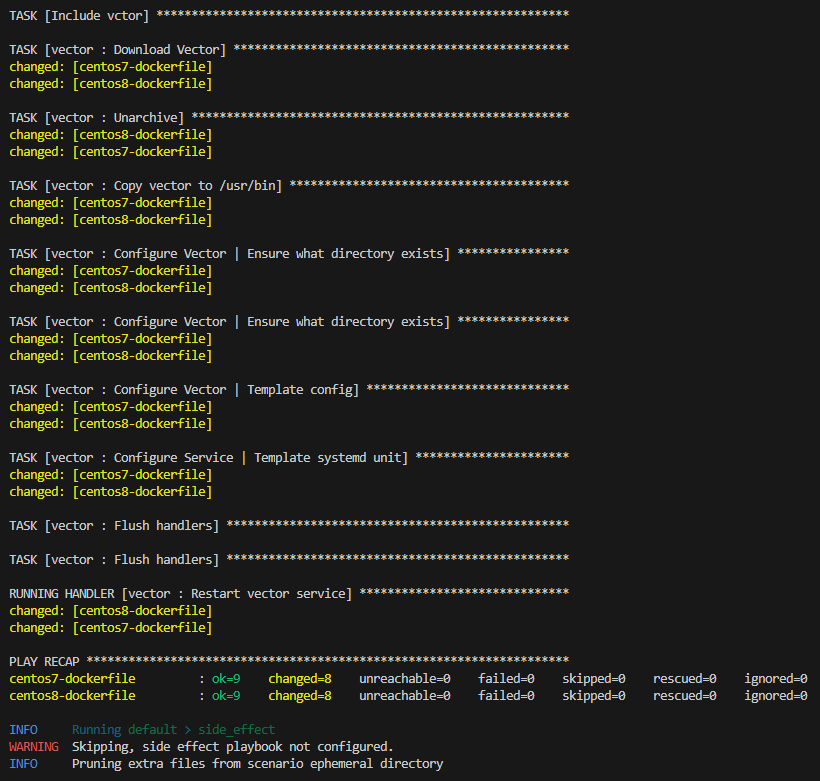 TASK [Include vctor] ***********************************************************
TASK [vector : Download Vector] ************************************************
changed: [centos7-dockerfile]
changed: [centos8-dockerfile]
TASK [vector : Unarchive] ******************************************************
changed: [centos8-dockerfile]
changed: [centos7-dockerfile]
TASK [vector : Copy vector to /usr/bin] ****************************************
changed: [centos7-dockerfile]
changed: [centos8-dockerfile]
TASK [vector : Configure Vector | Ensure what directory exists] ****************
changed: [centos7-dockerfile]
changed: [centos8-dockerfile]
TASK [vector : Configure Vector | Ensure what directory exists] ****************
changed: [centos7-dockerfile]
changed: [centos8-dockerfile]
TASK [vector : Configure Vector | Template config] *****************************
changed: [centos7-dockerfile]
changed: [centos8-dockerfile]
TASK [vector : Configure Service | Template systemd unit] **********************
changed: [centos7-dockerfile]
changed: [centos8-dockerfile]
TASK [vector : Flush handlers] *************************************************
TASK [vector : Flush handlers] *************************************************
RUNNING HANDLER [vector : Restart vector service] ******************************
changed: [centos8-dockerfile]
changed: [centos7-dockerfile]
PLAY RECAP *********************************************************************
centos7-dockerfile : ok=9 changed=8 unreachable=0 failed=0 skipped=0 rescued=0 ignored=0
centos8-dockerfile : ok=9 changed=8 unreachable=0 failed=0 skipped=0 rescued=0 ignored=0
INFO Running default > side_effect
WARNING Skipping, side effect playbook not configured.
INFO Pruning extra files from scenario ephemeral directory